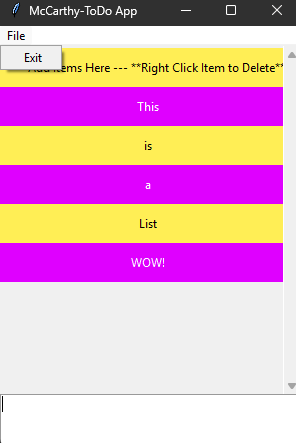 McCarthy-ToDo App
File
Exit
Items Here --- **Right Click Item to Delete**
This
is
a
List
WOW!